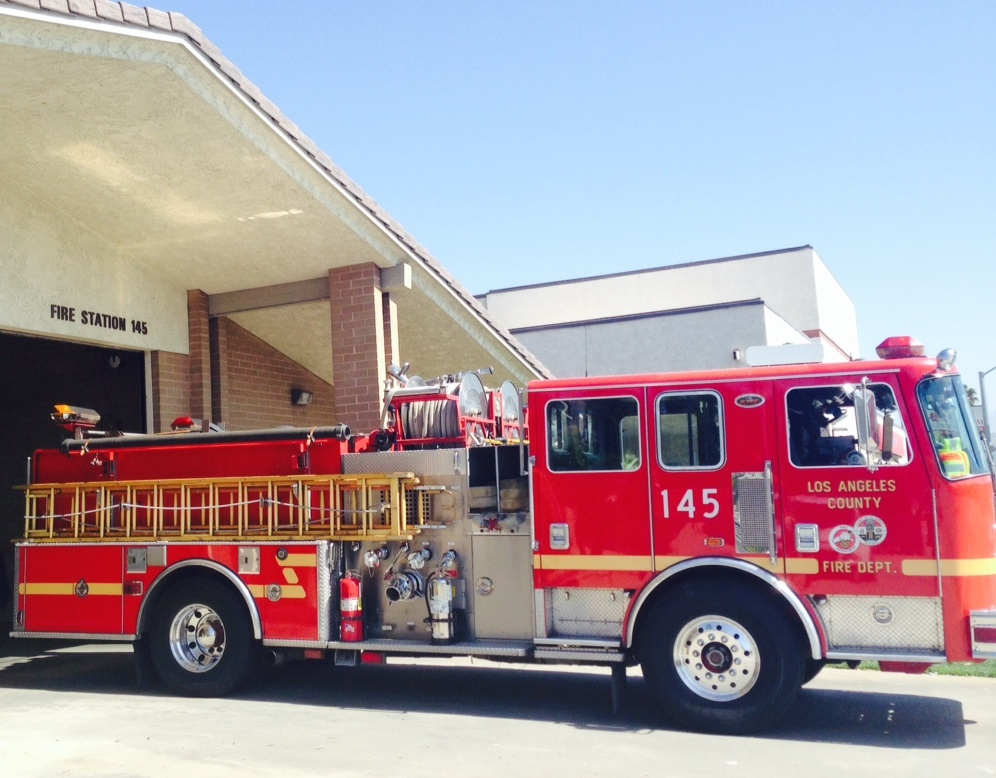 FIRE STATION 145
145
LOS ANGELES
COUNTY
FIRE DEPT.